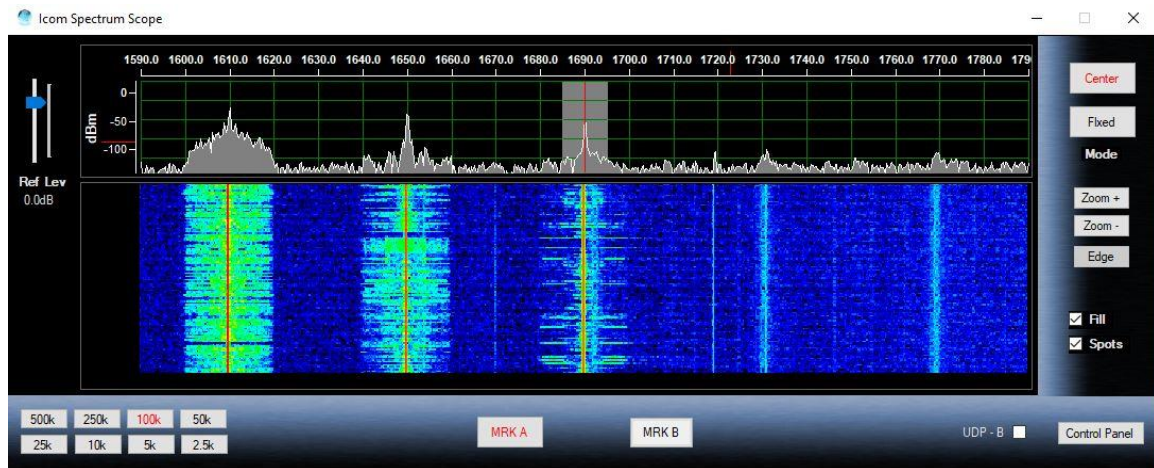 Icom Spectrum Scope
1590.0 1600.0 1610.0 1620.0 1630.0 1640.0 1650.0 1660.0 1670.0 1680.0 1690.0 1700.0 1710.0 1720.0 1730.0 1740.0 1750.0 1760.0 1770.0 1780.0 179
0
-50
-100
dBm
Ref Lev
0.0dB
Center
FIxed
Mode
Zoom +
Zoom -
Edge
Fill
Spots
500k 250k 100k 50k
25k 10k 5k 2.5k
MRK A MRK B UDP - B Control Panel